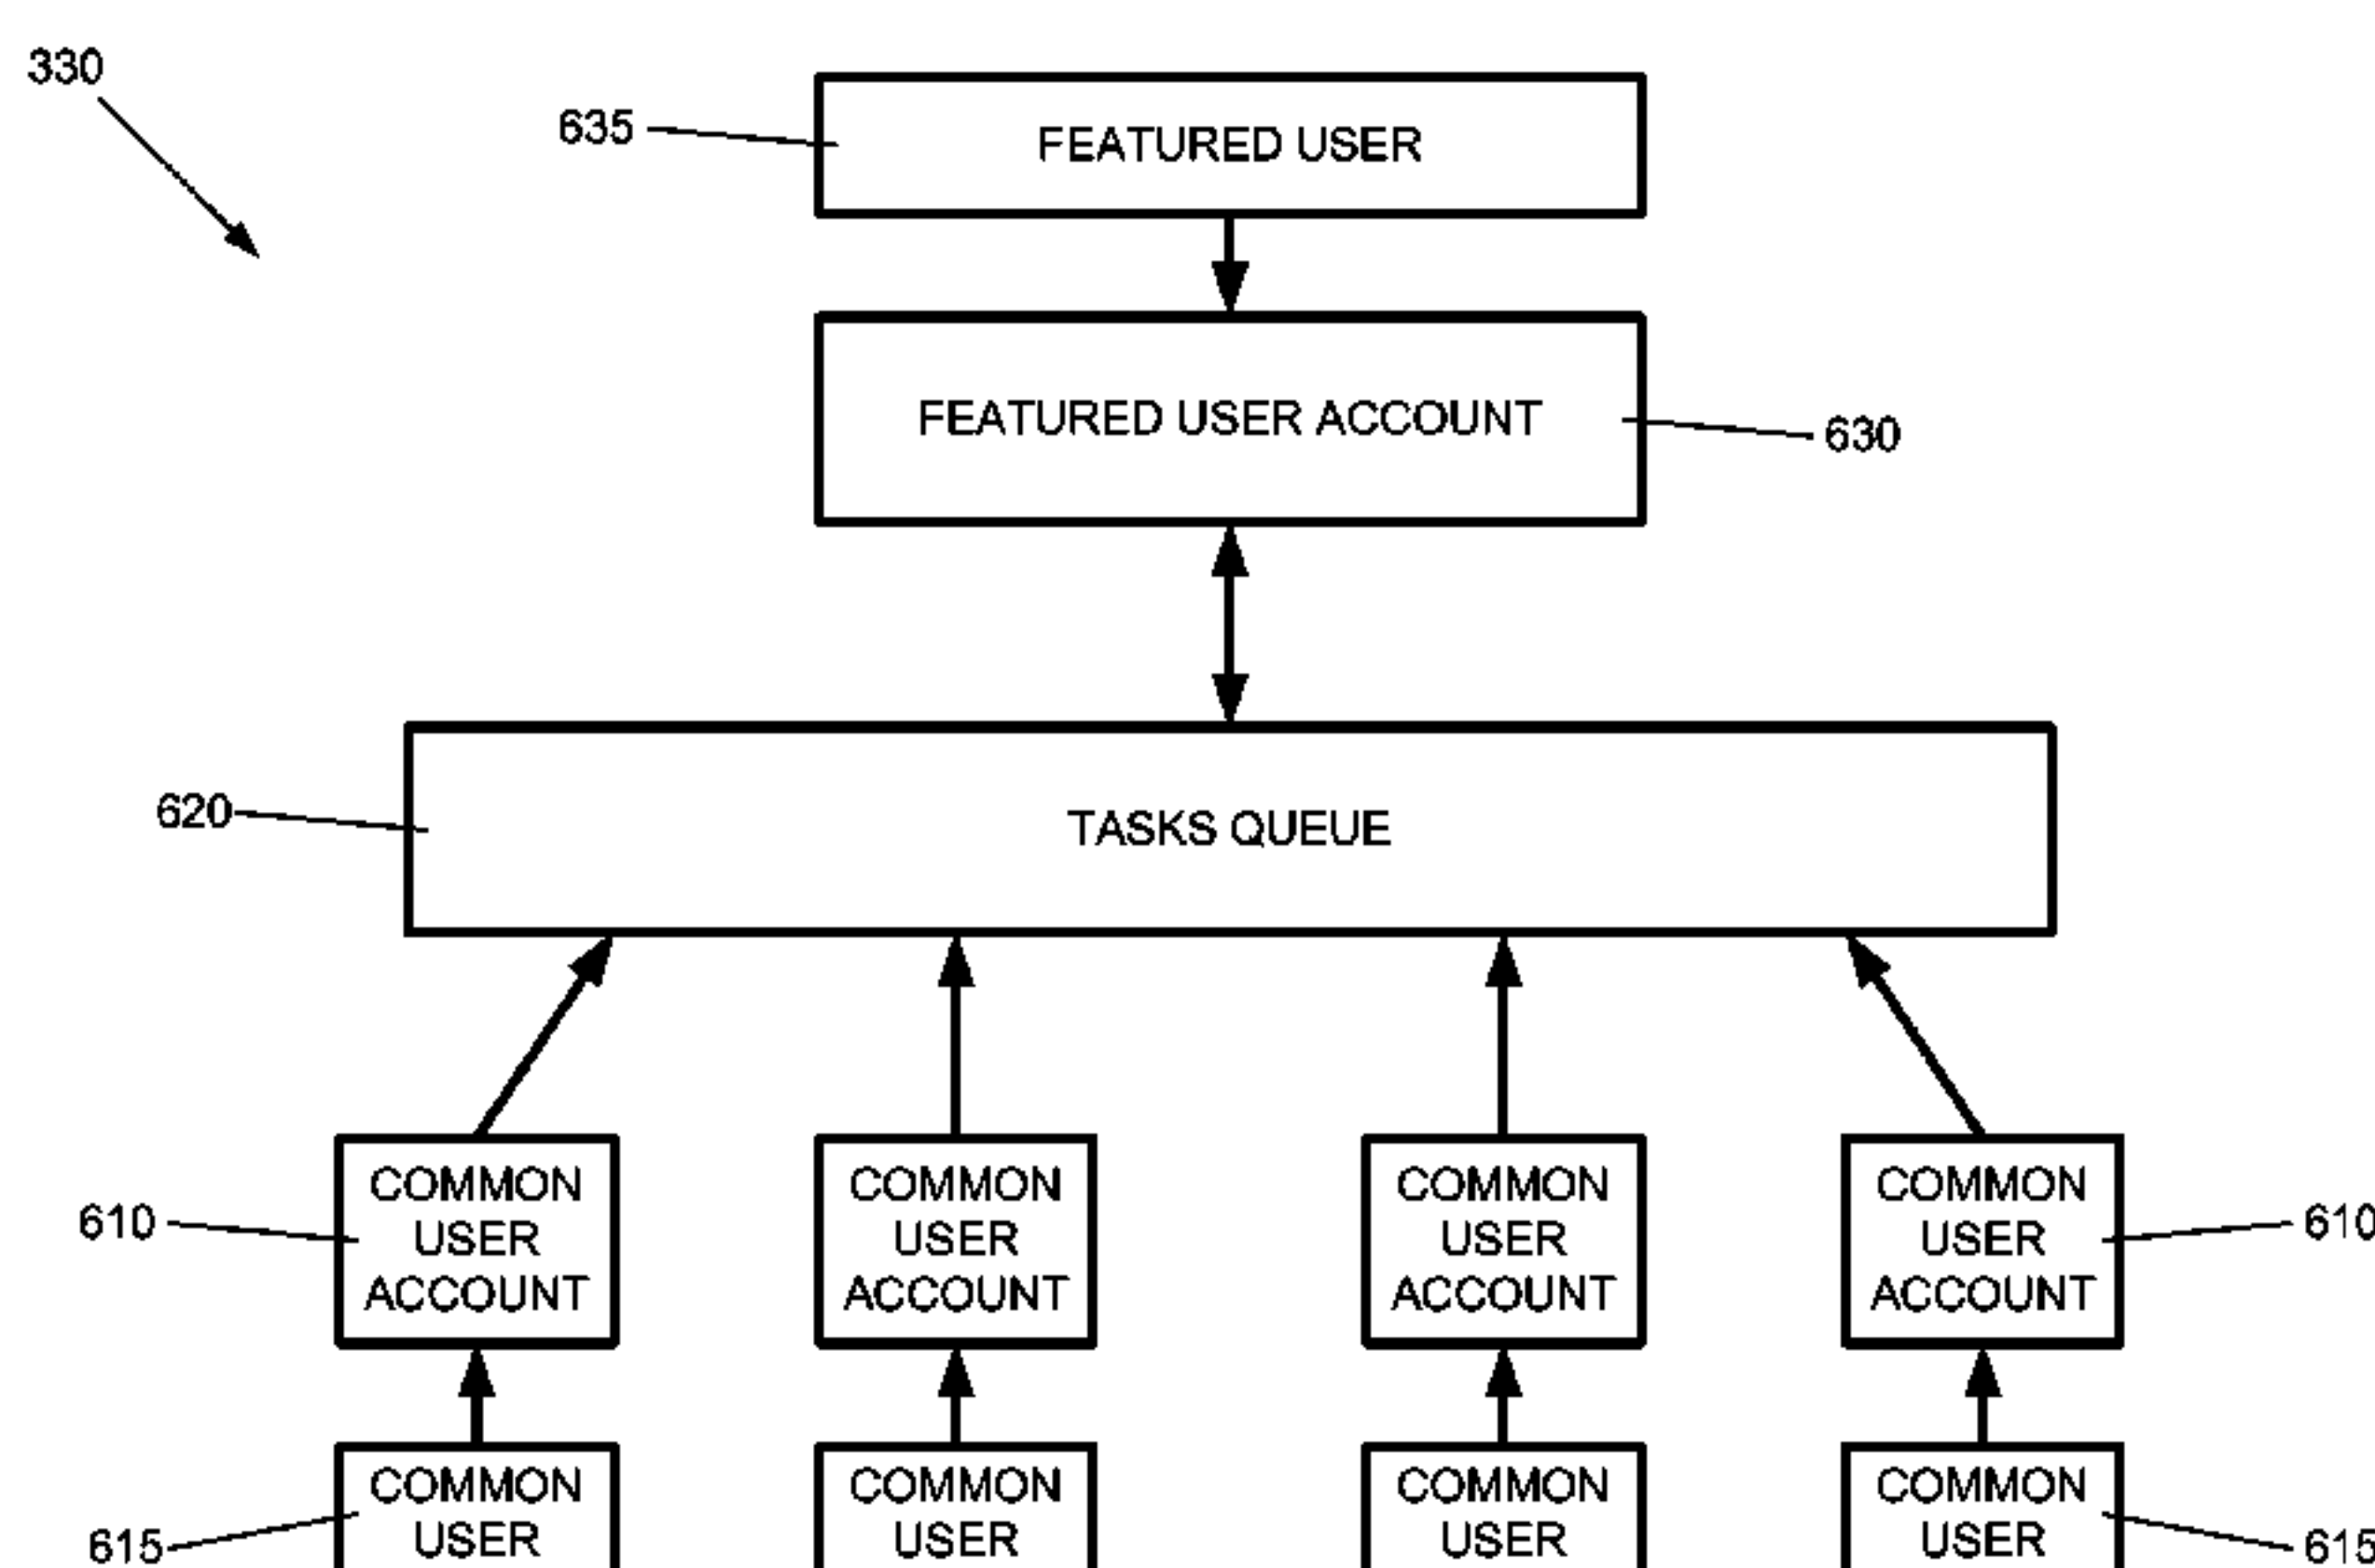 330
635
FEATURED USER
FEATURED USER ACCOUNT
630
620
TASKS QUEUE
COMMON
USER
ACCOUNT
COMMON
USER
ACCOUNT
COMMON
USER
ACCOUNT
COMMON
USER
ACCOUNT
610
610
COMMON
USER
COMMON
USER
COMMON
USER
COMMON
USER
615
615